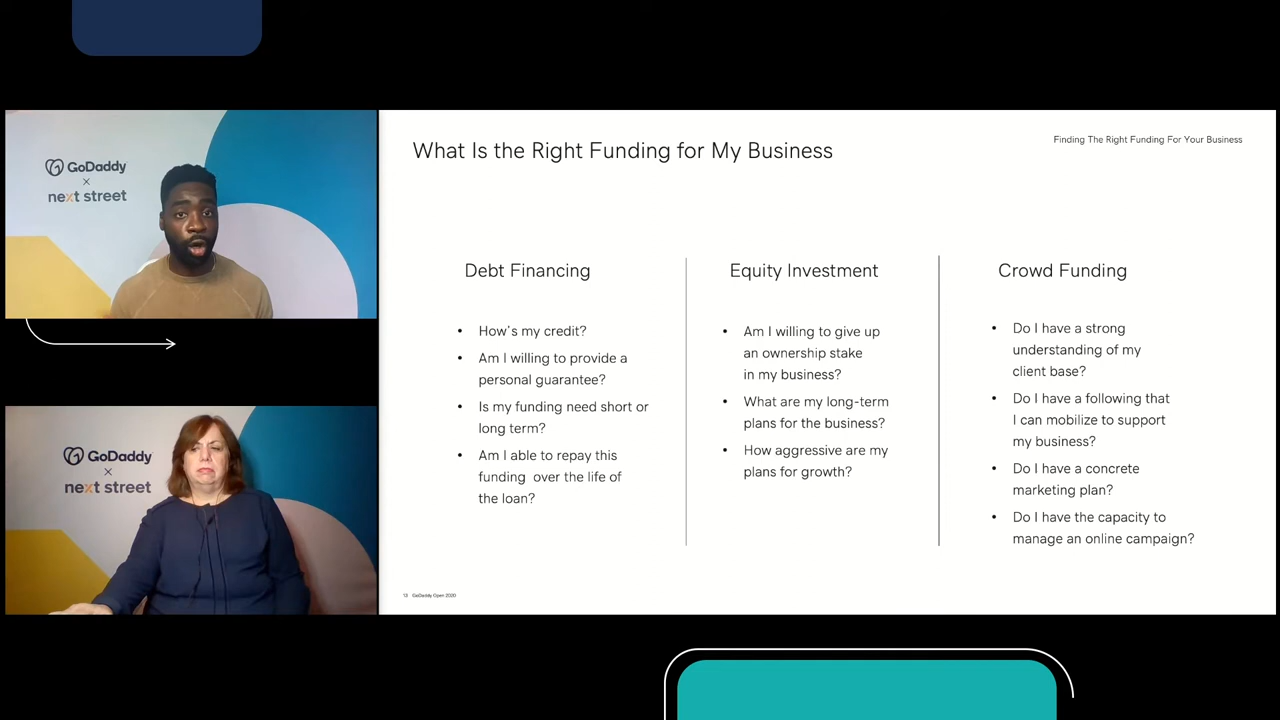 GoDaddy
×
next street
GoDaddy
×
next street
What Is the Right Funding for My Business
Finding The Right Funding For Your Business
Debt Financing
• How's my credit?
• Am I willing to provide a
personal guarantee?
• Is my funding need short or
long term?
• Am I able to repay this
funding over the life of
the loan?
Equity Investment
• Am I willing to give up
an ownership stake
in my business?
• What are my long-term
plans for the business?
• How aggressive are my
plans for growth?
Crowd Funding
• Do I have a strong
understanding of my
client base?
• Do I have a following that
I can mobilize to support
my business?
• Do I have a concrete
marketing plan?
• Do I have the capacity to
manage an online campaign?
13 GoDaddy Open 2020